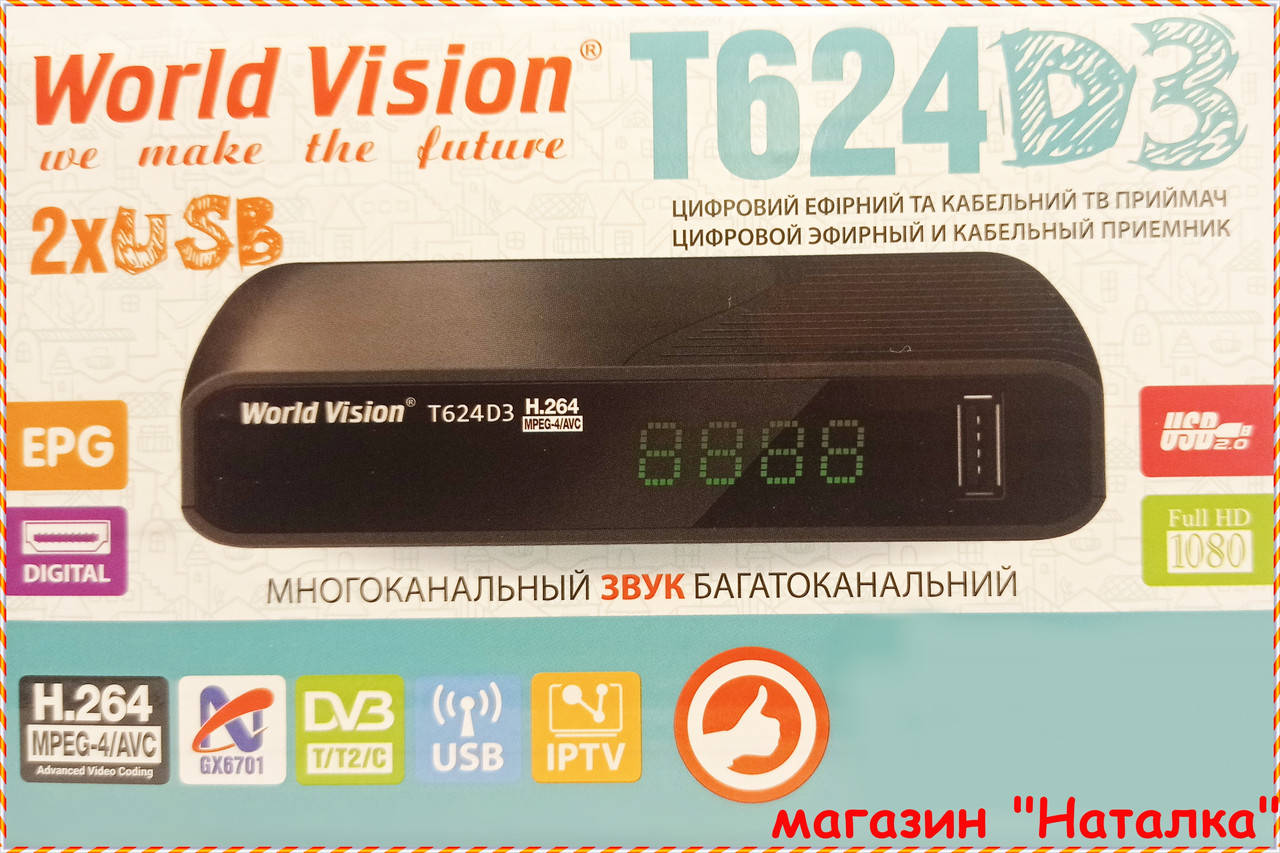 World Vision®
we make the future
T624D3
2xUSB
ЦИФРОВИЙ ЕФІРНИЙ ТА КАБЕЛЬНИЙ ТВ ПРИЙМАЧ
ЦИФРОВОЙ ЭФИРНЫЙ И КАБЕЛЬНЫЙ ПРИЕМНИК
World Vision® T624D3 H.264
MPEG-4/AVC
8888
EPG
USB 2.0
DIGITAL
Full HD
1080
МНОГОКАНАЛЬНЫЙ ЗВУК БАГАТОКАНАЛЬНИЙ
H.264
MPEG-4/AVC
Advanced Video Coding
GX6701
DVB
T/T2/C
USB
IPTV
магазин "Наталка"